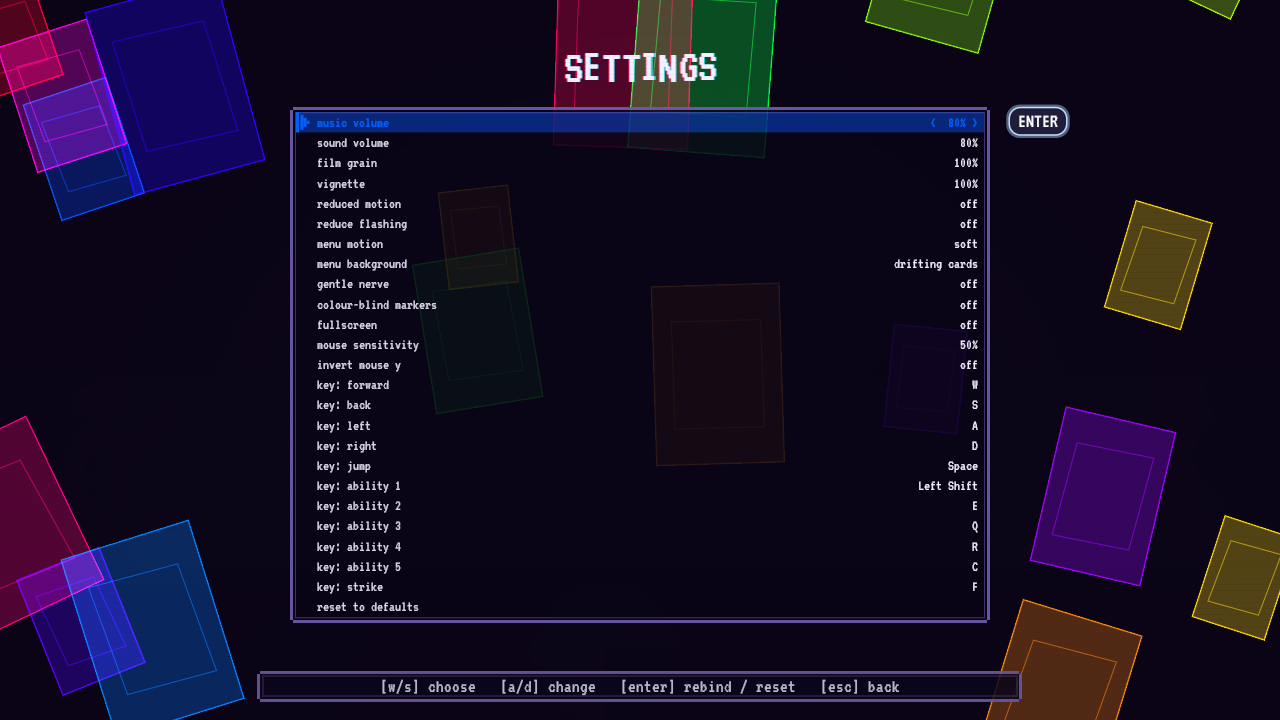 SETTINGS
music volume ⟨ 80% ⟩
ENTER
sound volume 80%
film grain 100%
vignette 100%
reduced motion off
reduce flashing off
menu motion soft
menu background drifting cards
gentle nerve off
colour-blind markers off
fullscreen off
mouse sensitivity 50%
invert mouse y off
key: forward W
key: back S
key: left A
key: right D
key: jump Space
key: ability 1 Left Shift
key: ability 2 E
key: ability 3 Q
key: ability 4 R
key: ability 5 C
key: strike F
reset to defaults
[w/s] choose [a/d] change [enter] rebind / reset [esc] back